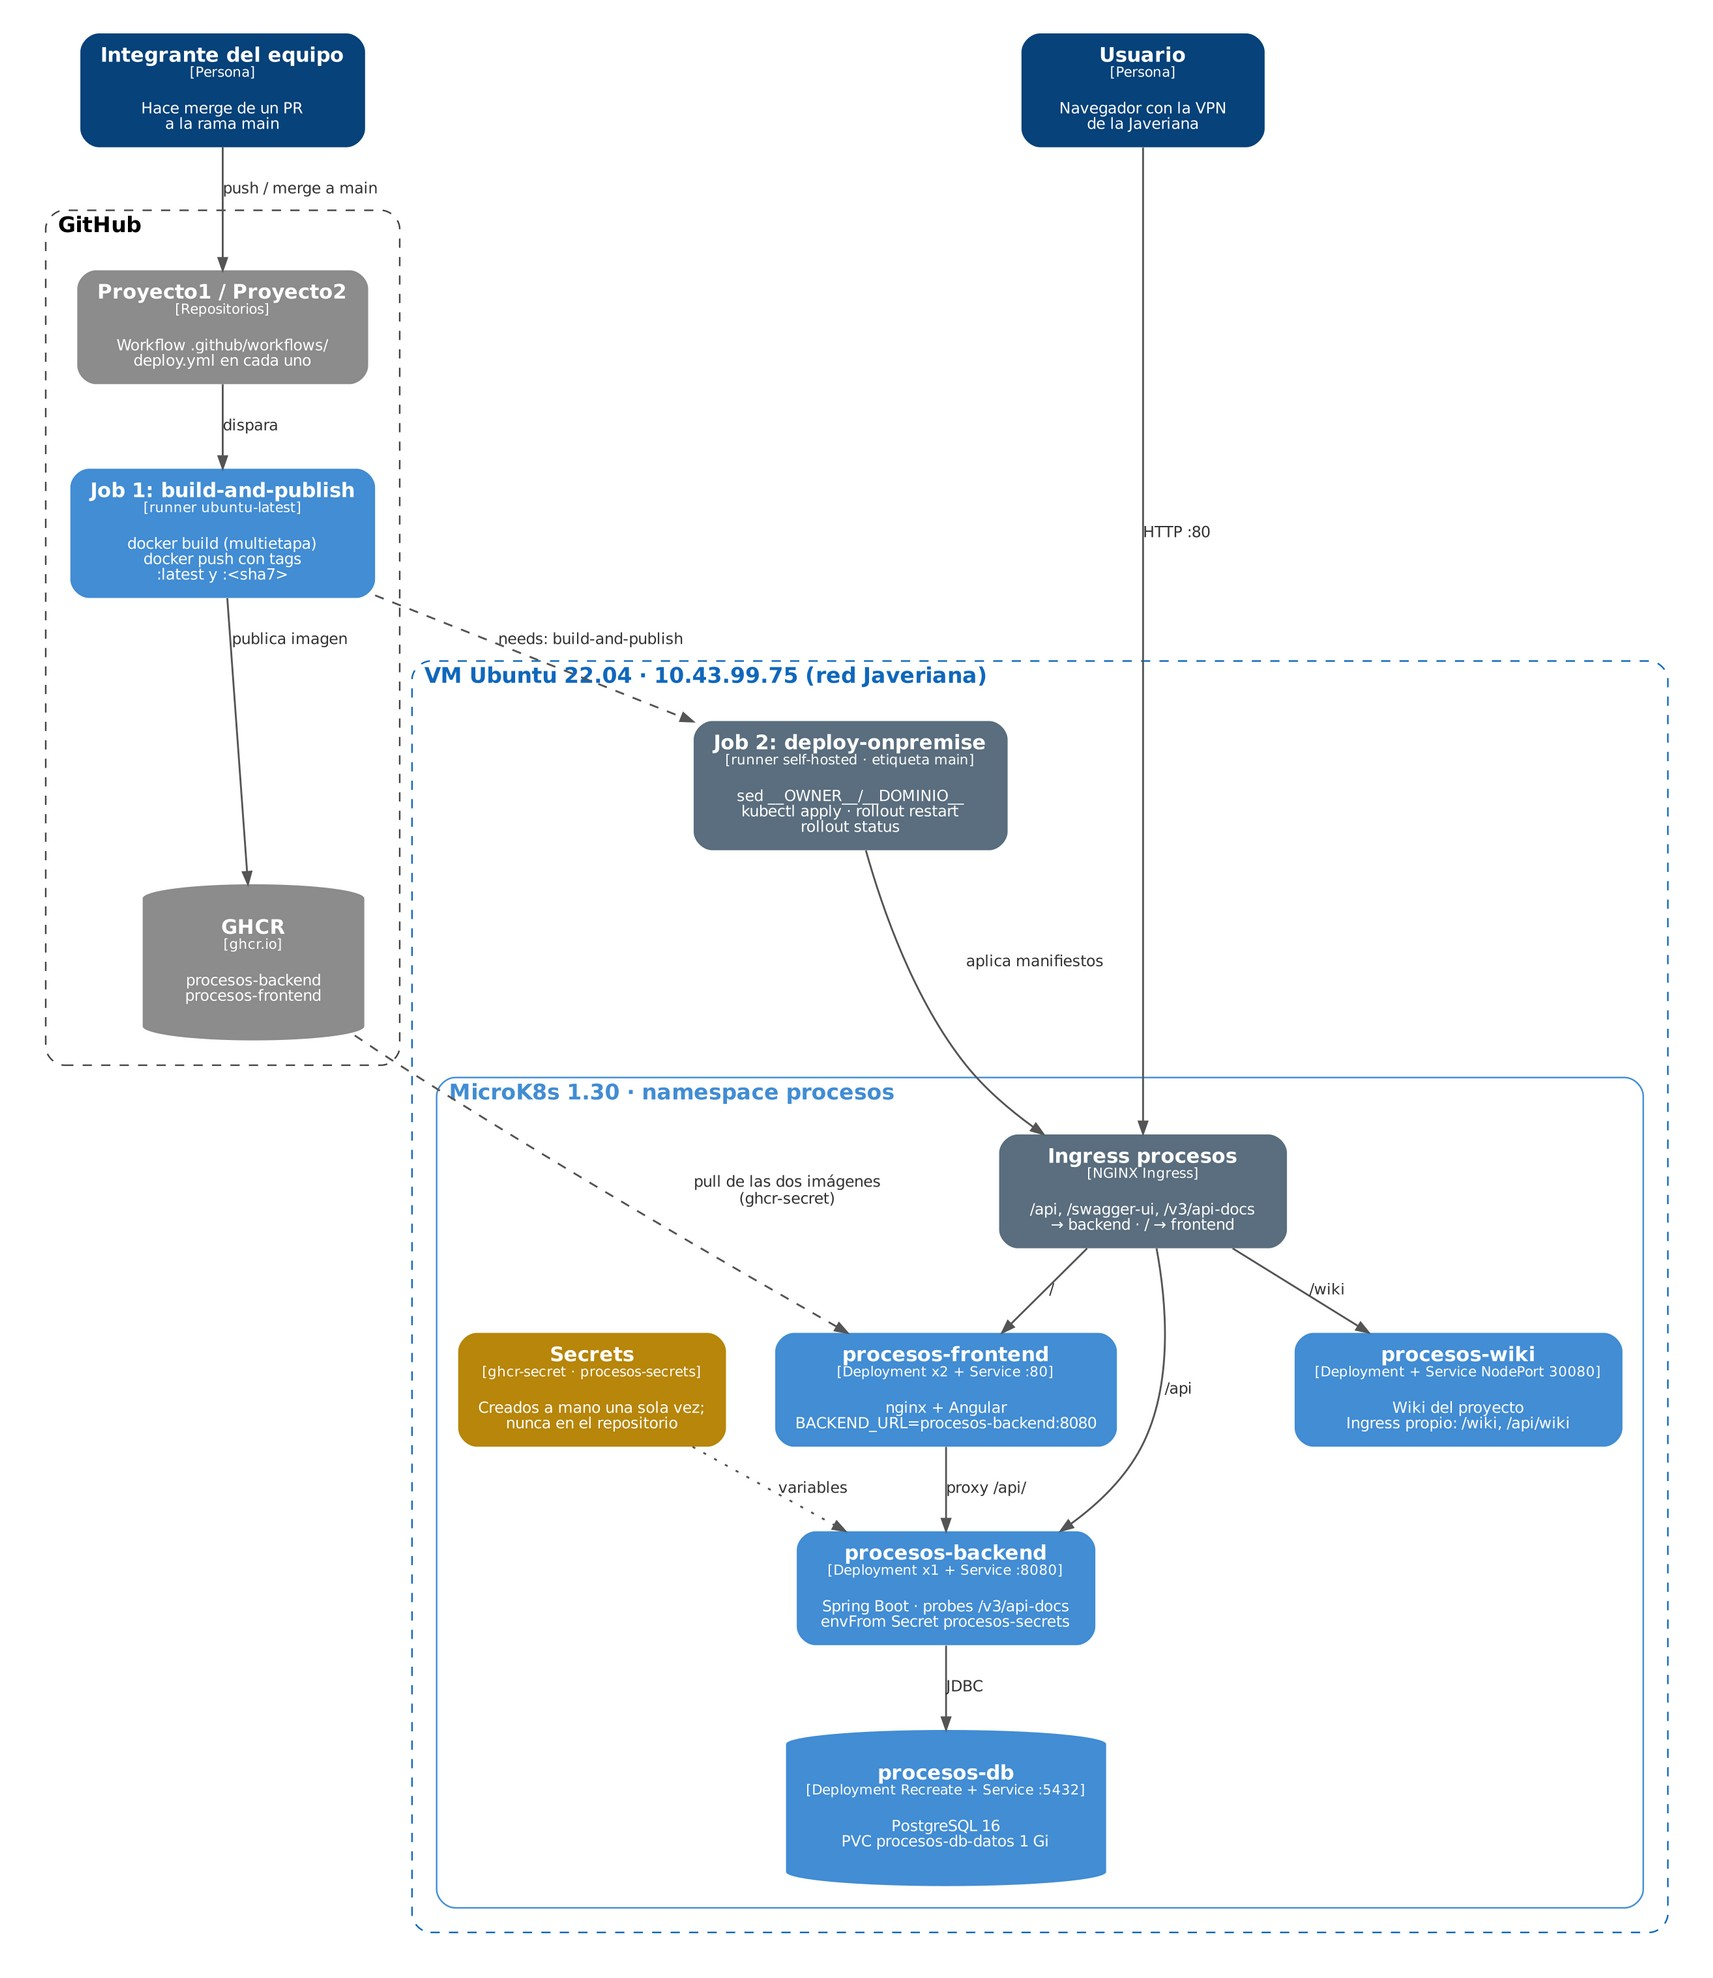 Integrante del equipo
[Persona]
Hace merge de un PR
a la rama main
Usuario
[Persona]
Navegador con la VPN
de la Javeriana
push / merge a main
GitHub
Proyecto1 / Proyecto2
[Repositorios]
Workflow .github/workflows/
deploy.yml en cada uno
dispara
Job 1: build-and-publish
[runner ubuntu-latest]
docker build (multietapa)
docker push con tags
:latest y :<sha7>
HTTP :80
publica imagen
needs: build-and-publish
VM Ubuntu 22.04 · 10.43.99.75 (red Javeriana)
Job 2: deploy-onpremise
[runner self-hosted · etiqueta main]
sed __OWNER__/__DOMINIO__
kubectl apply · rollout restart
rollout status
GHCR
[ghcr.io]
procesos-backend
procesos-frontend
aplica manifiestos
MicroK8s 1.30 · namespace procesos
Ingress procesos
[NGINX Ingress]
/api, /swagger-ui, /v3/api-docs
→ backend · / → frontend
pull de las dos imágenes
(ghcr-secret)
/
/wiki
Secrets
[ghcr-secret · procesos-secrets]
Creados a mano una sola vez;
nunca en el repositorio
procesos-frontend
[Deployment x2 + Service :80]
nginx + Angular
BACKEND_URL=procesos-backend:8080
/api
procesos-wiki
[Deployment + Service NodePort 30080]
Wiki del proyecto
Ingress propio: /wiki, /api/wiki
variables
proxy /api/
procesos-backend
[Deployment x1 + Service :8080]
Spring Boot · probes /v3/api-docs
envFrom Secret procesos-secrets
JDBC
procesos-db
[Deployment Recreate + Service :5432]
PostgreSQL 16
PVC procesos-db-datos 1 Gi